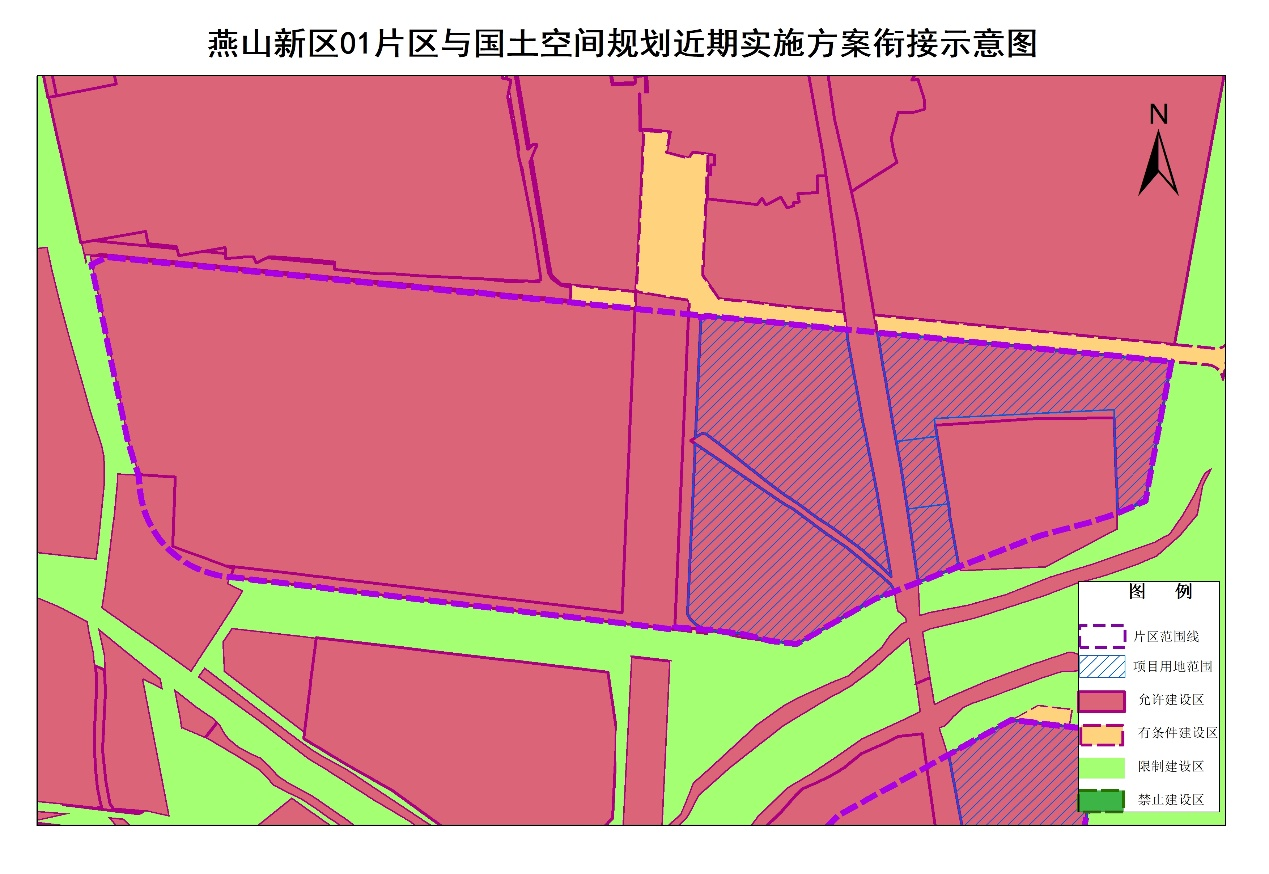 燕山新区01片区与国土空间规划近期实施方案衔接示意图
N
图 例
片区范围线
项目用地范围
允许建设区
有条件建设区
限制建设区
禁止建设区